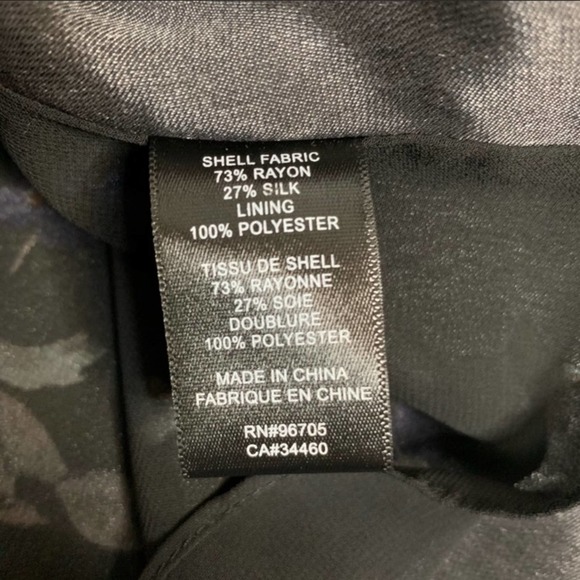 SHELL FABRIC
73% RAYON
27% SILK
LINING
100% POLYESTER
TISSU DE SHELL
73% RAYONNE
27% SOIE
DOUBLURE
100% POLYESTER
MADE IN CHINA
FABRIQUE EN CHINE
RN#96705
CA#34460